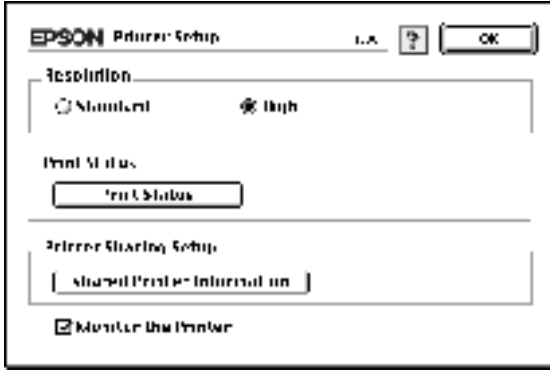 EPSON Printer Setup ? OK
Resolution
Standard High
Print Status
Print Status
Printer Sharing Setup
Shared Printer Information
Monitor the Printer